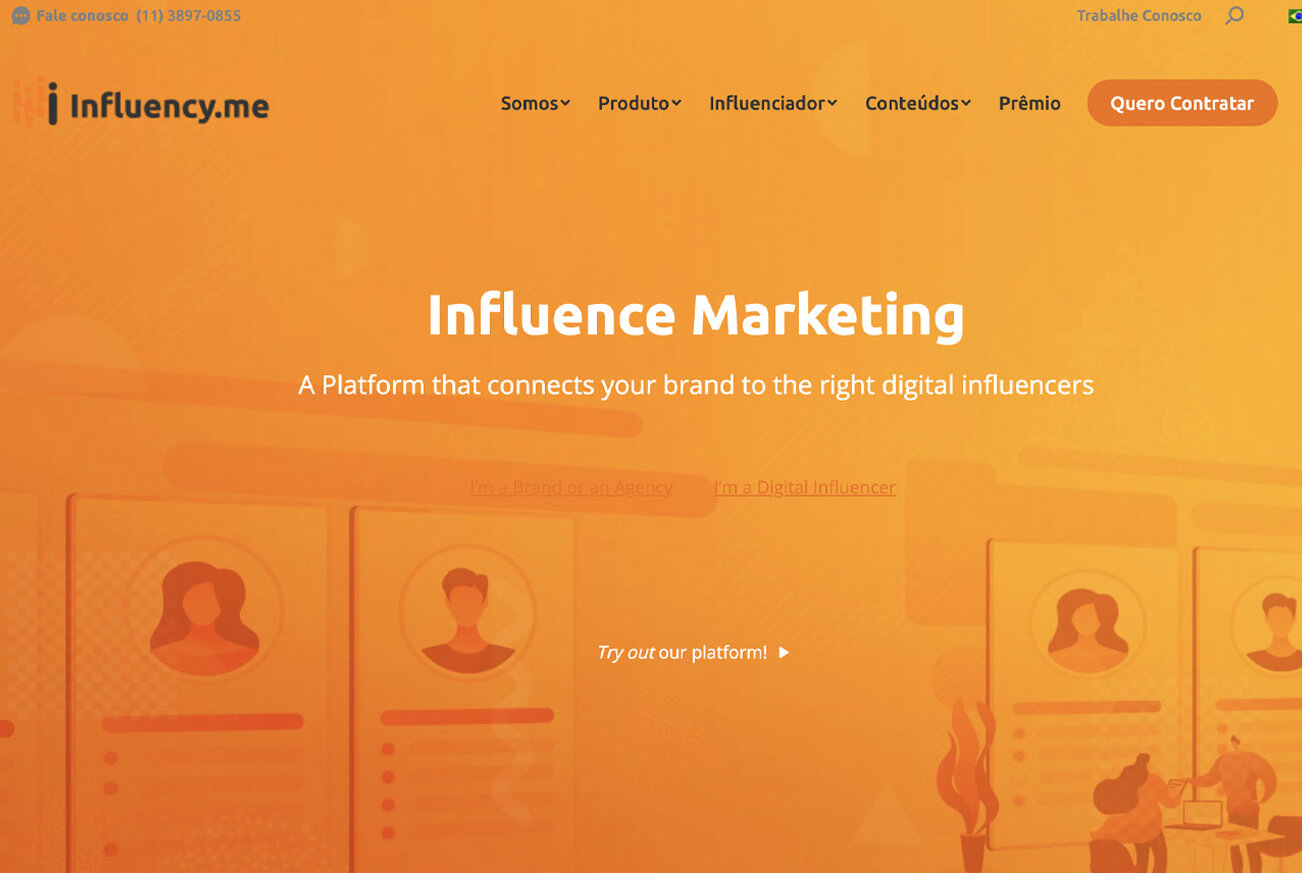 Fale conosco (11) 3897-0855
Trabalhe Conosco
Influency.me
Somos
Produto
Influenciador
Conteúdos
Prêmio
Quero Contratar
Influence Marketing
A Platform that connects your brand to the right digital influencers
I'm a Brand or an Agency
I'm a Digital Influencer
Try out our platform!